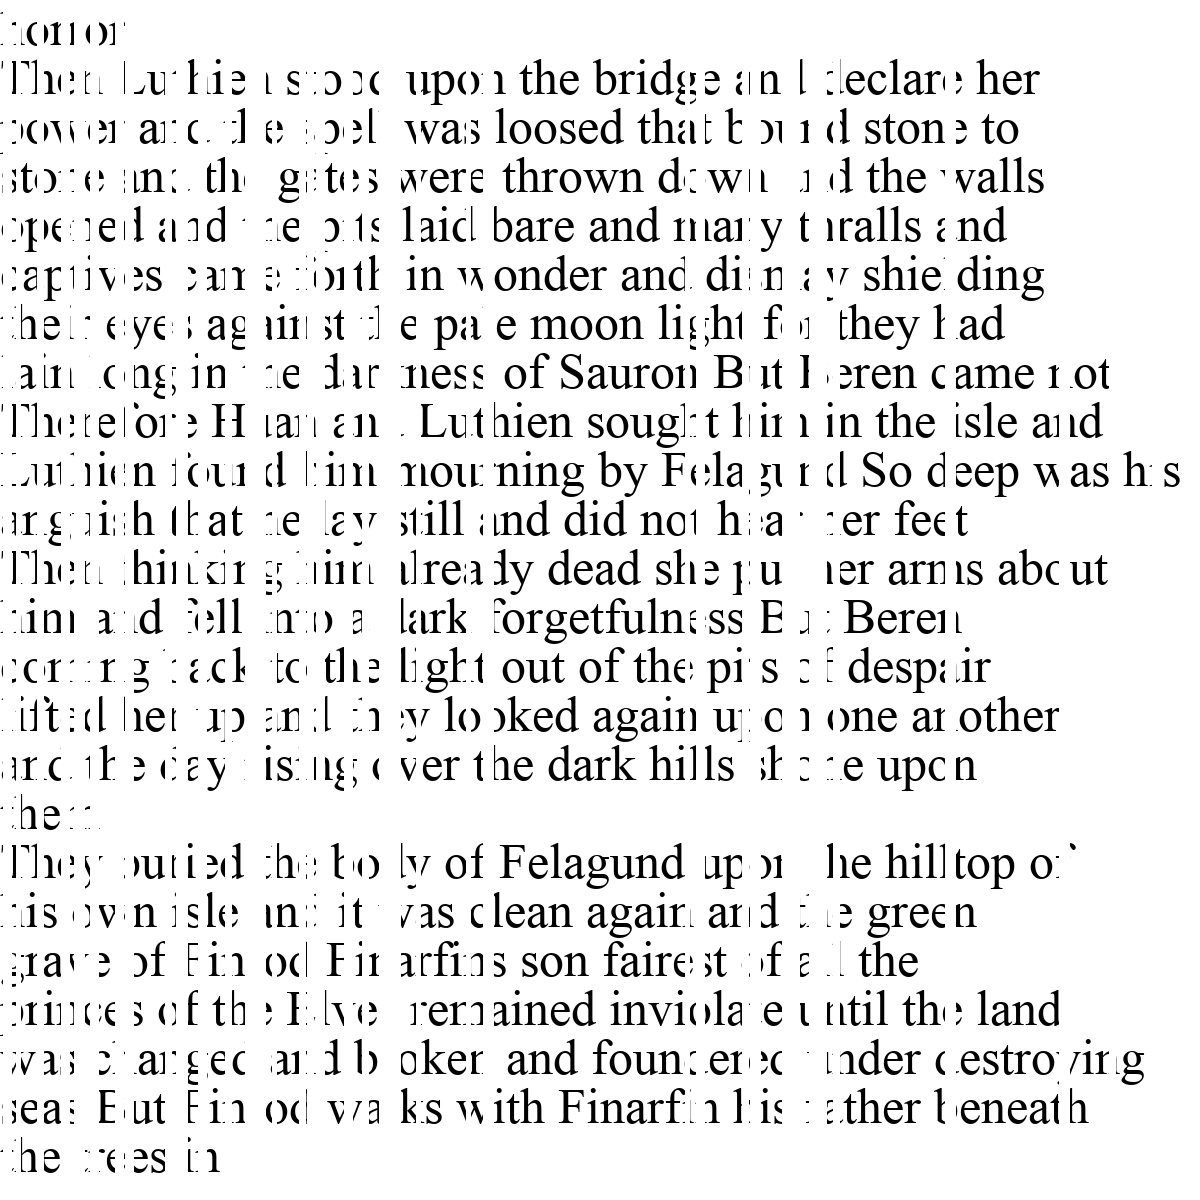 horror
Then Luthien stood upon the bridge and declare her
power and the spell was loosed that bound stone to
stone and the gates were thrown down and the walls
opened and the pits laid bare and many thralls and
captives came forth in wonder and dismay shielding
their eyes against the pale moon light for they had
lain long in the darkness of Sauron But Beren came not
Therefore Huan and Luthien sought him in the isle and
Luthien found him mourning by Felagund So deep was his
anguish that he lay still and did not hear her feet
Then thinking him already dead she put her arms about
him and fell into a dark forgetfulness But Beren
coming back to the light out of the pits of despair
lifted her up and they looked again upon one another
and the day rising over the dark hills shone upon
them
They buried the body of Felagund upon the hill top of
his own isle and it was clean again and the green
grave of Finrod Finarfins son fairest of all the
princes of the Elves remained inviolate until the land
was changed and broken and foundered under destroying
seas But Finrod walks with Finarfin his father beneath
the trees in